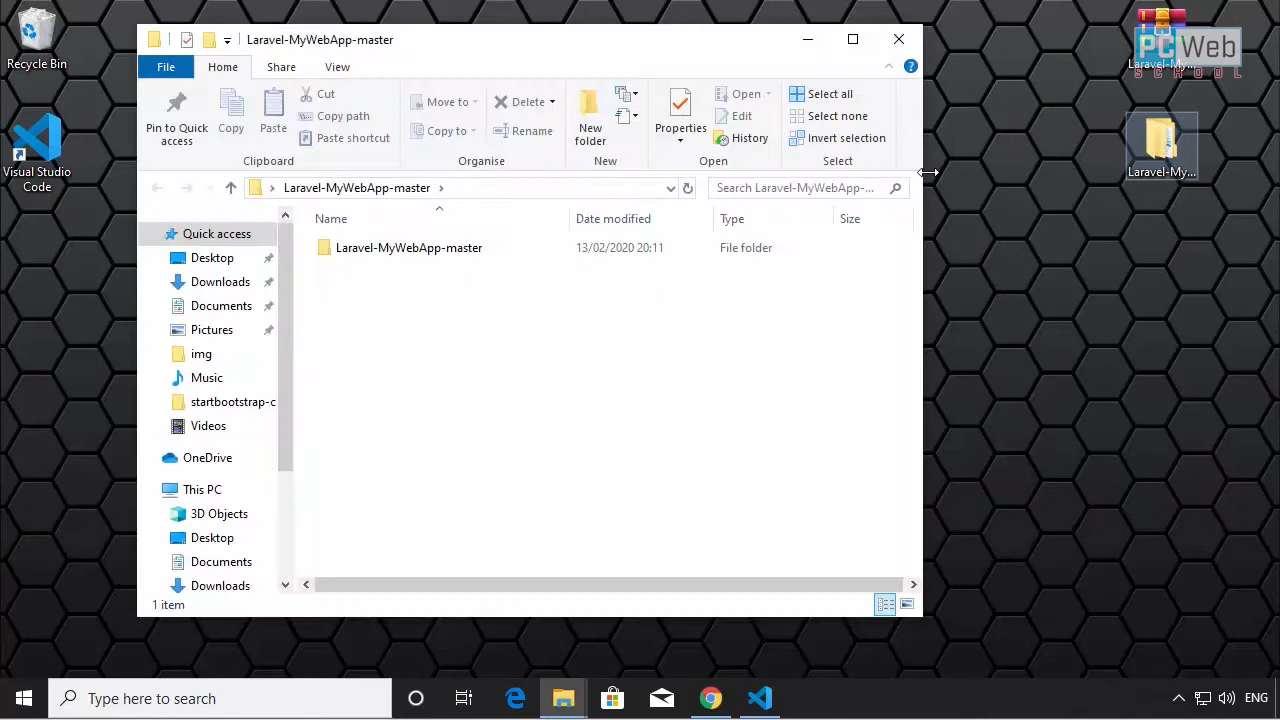 Recycle Bin
Visual Studio
Code
Laravel-MyWebApp-master
File
Home
Share
View
Pin to Quick
access
Copy
Paste
Cut
Copy path
Paste shortcut
Clipboard
Move to
Copy to
Delete
Rename
Organise
New
folder
New
Properties
Open
Edit
History
Open
Select all
Select none
Invert selection
Select
Laravel-MyWebApp-master
Search Laravel-MyWebApp-...
Name
Date modified
Type
Size
Laravel-MyWebApp-master
13/02/2020 20:11
File folder
Quick access
Desktop
Downloads
Documents
Pictures
img
Music
startbootstrap-c
Videos
OneDrive
This PC
3D Objects
Desktop
Documents
Downloads
1 item
Laravel-My...
PC Web
SCHOOL
Laravel-My...
Type here to search
ENG